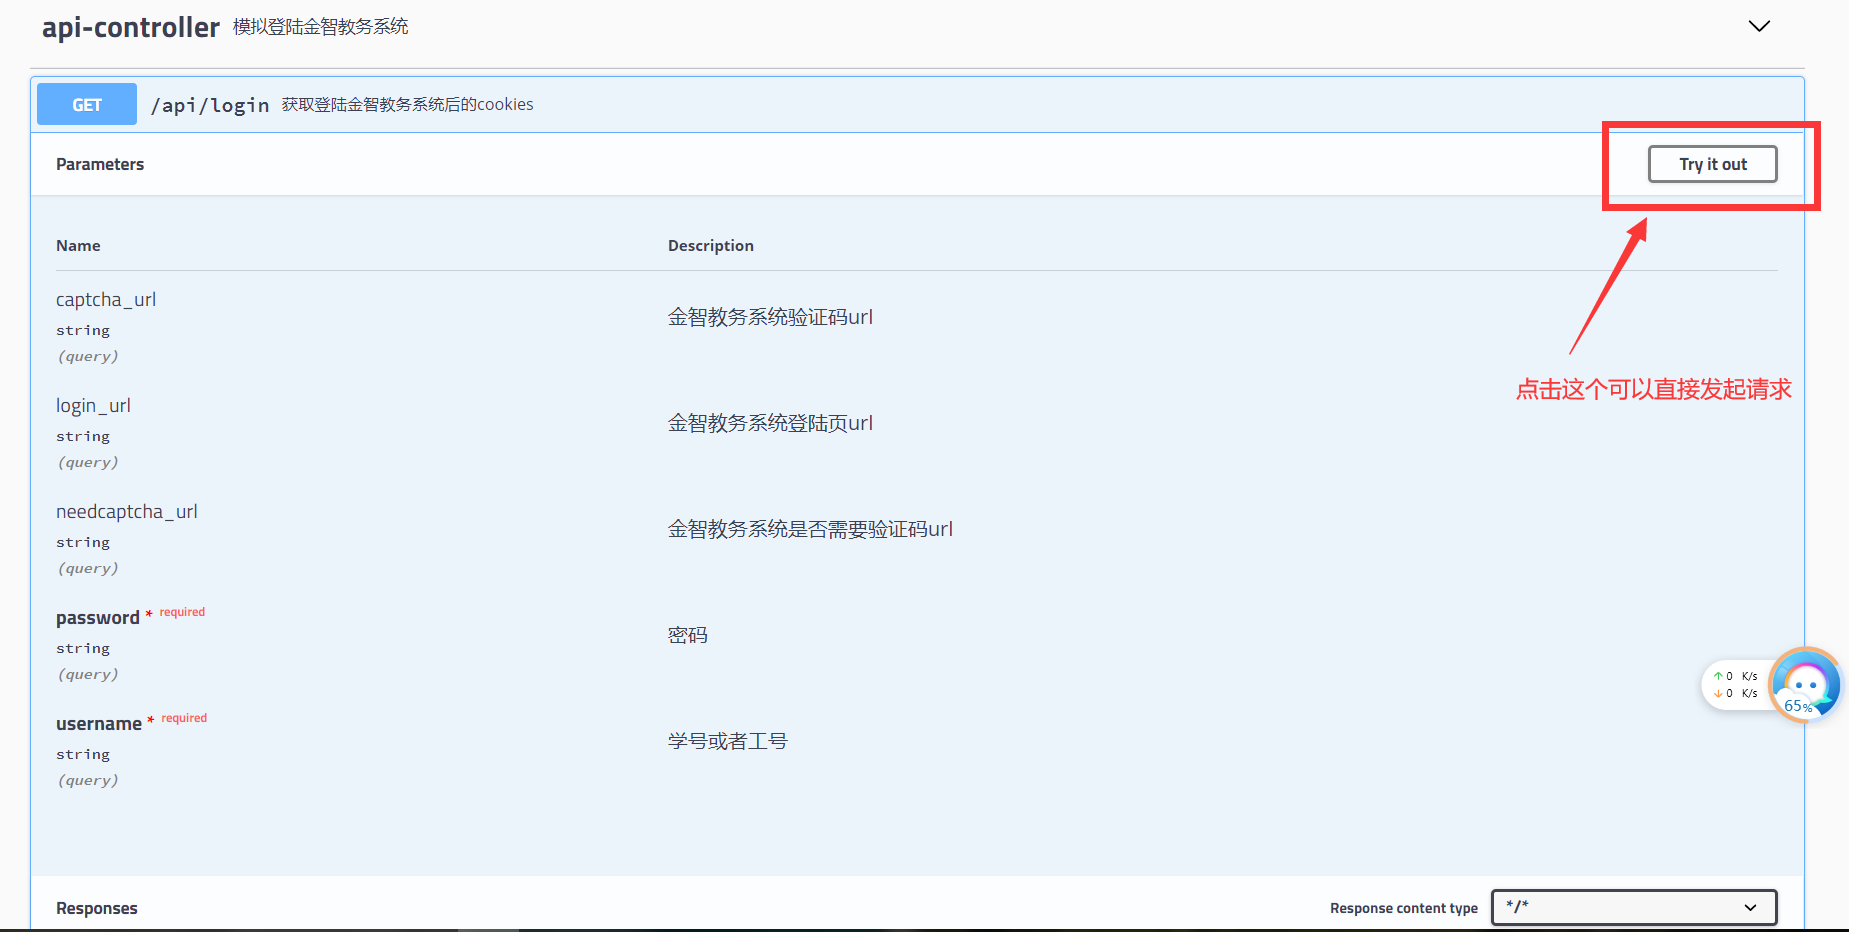 api-controller 模拟登陆金智教务系统
GET /api/login 获取登陆金智教务系统后的cookies
Parameters
Try it out
Name Description
captcha_url
string
(query)
金智教务系统验证码url
login_url
string
(query)
金智教务系统登陆页url
点击这个可以直接发起请求
needcaptcha_url
string
(query)
金智教务系统是否需要验证码url
password * required
string
(query)
密码
↑ 0 K/s
↓ 0 K/s
65%
username * required
string
(query)
学号或者工号
Responses
Response content type */*